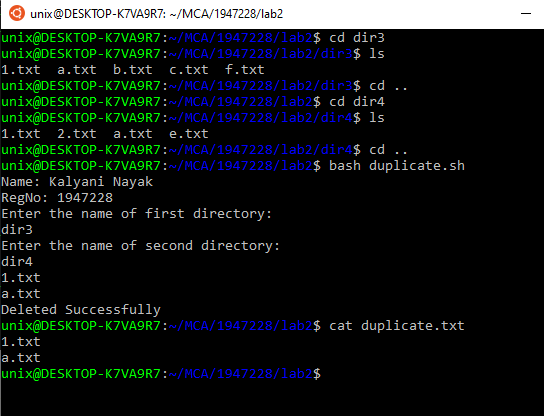 unix@DESKTOP-K7VA9R7: ~/MCA/1947228/lab2
unix@DESKTOP-K7VA9R7:~/MCA/1947228/lab2$ cd dir3
unix@DESKTOP-K7VA9R7:~/MCA/1947228/lab2/dir3$ ls
1.txt  a.txt  b.txt  c.txt  f.txt
unix@DESKTOP-K7VA9R7:~/MCA/1947228/lab2/dir3$ cd ..
unix@DESKTOP-K7VA9R7:~/MCA/1947228/lab2$ cd dir4
unix@DESKTOP-K7VA9R7:~/MCA/1947228/lab2/dir4$ ls
1.txt  2.txt  a.txt  e.txt
unix@DESKTOP-K7VA9R7:~/MCA/1947228/lab2/dir4$ cd ..
unix@DESKTOP-K7VA9R7:~/MCA/1947228/lab2$ bash duplicate.sh
Name: Kalyani Nayak
RegNo: 1947228
Enter the name of first directory:
dir3
Enter the name of second directory:
dir4
1.txt
a.txt
Deleted Successfully
unix@DESKTOP-K7VA9R7:~/MCA/1947228/lab2$ cat duplicate.txt
1.txt
a.txt
unix@DESKTOP-K7VA9R7:~/MCA/1947228/lab2$